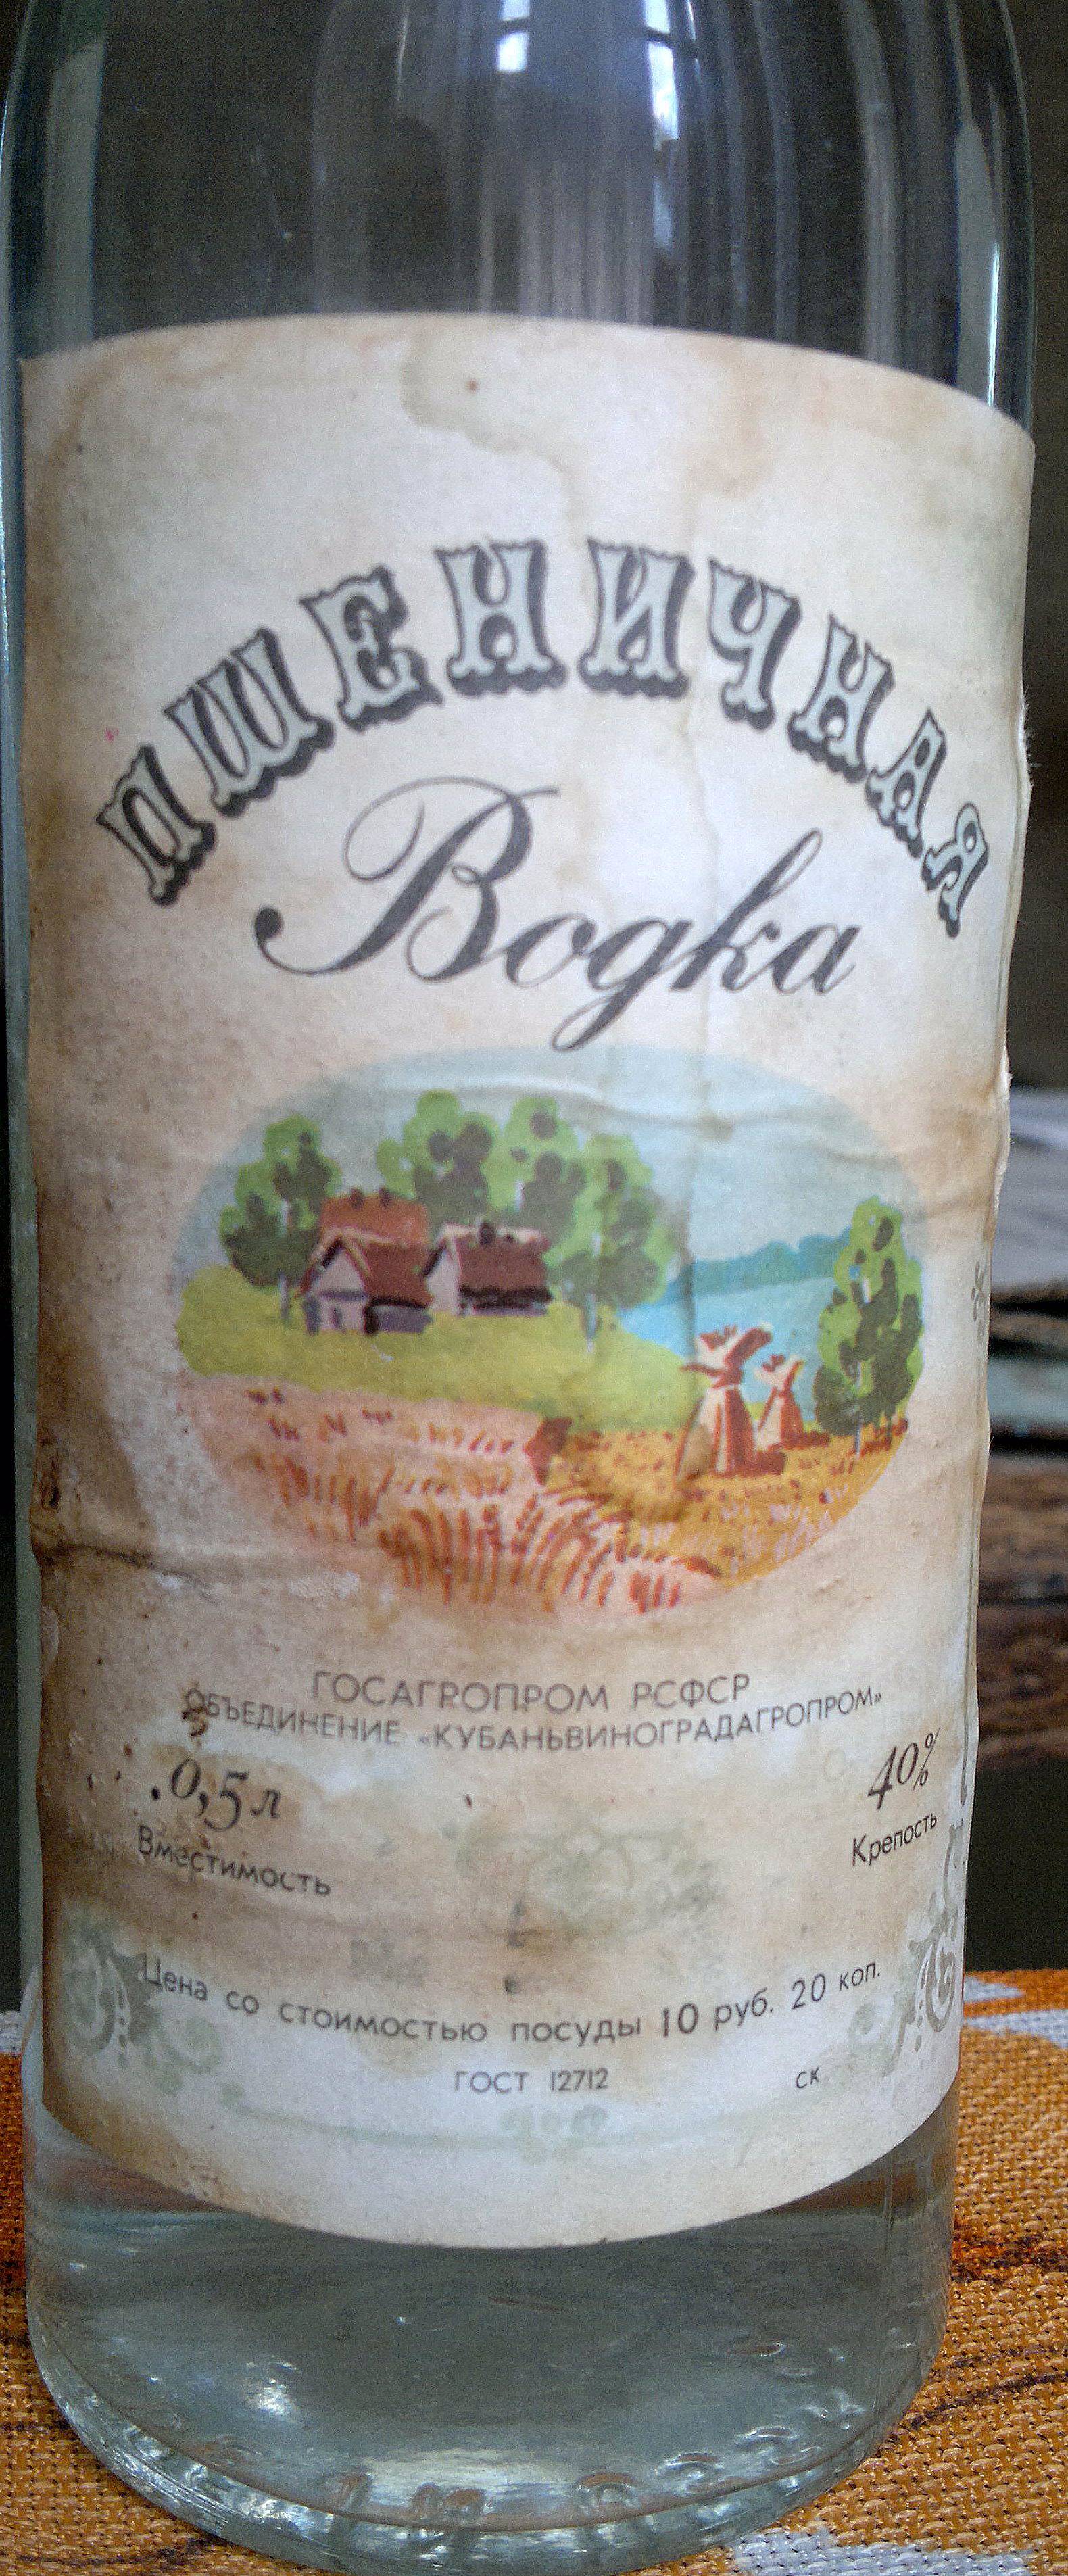 ПШЕНИЧНАЯ
Водка
ГОСАГРОПРОМ РСФСР
ОБЪЕДИНЕНИЕ «КУБАНЬВИНОГРАДАГРОПРОМ»
0,5 л 40%
Вместимость Крепость
Цена со стоимостью посуды 10 руб. 20 коп.
ГОСТ 12712 СК